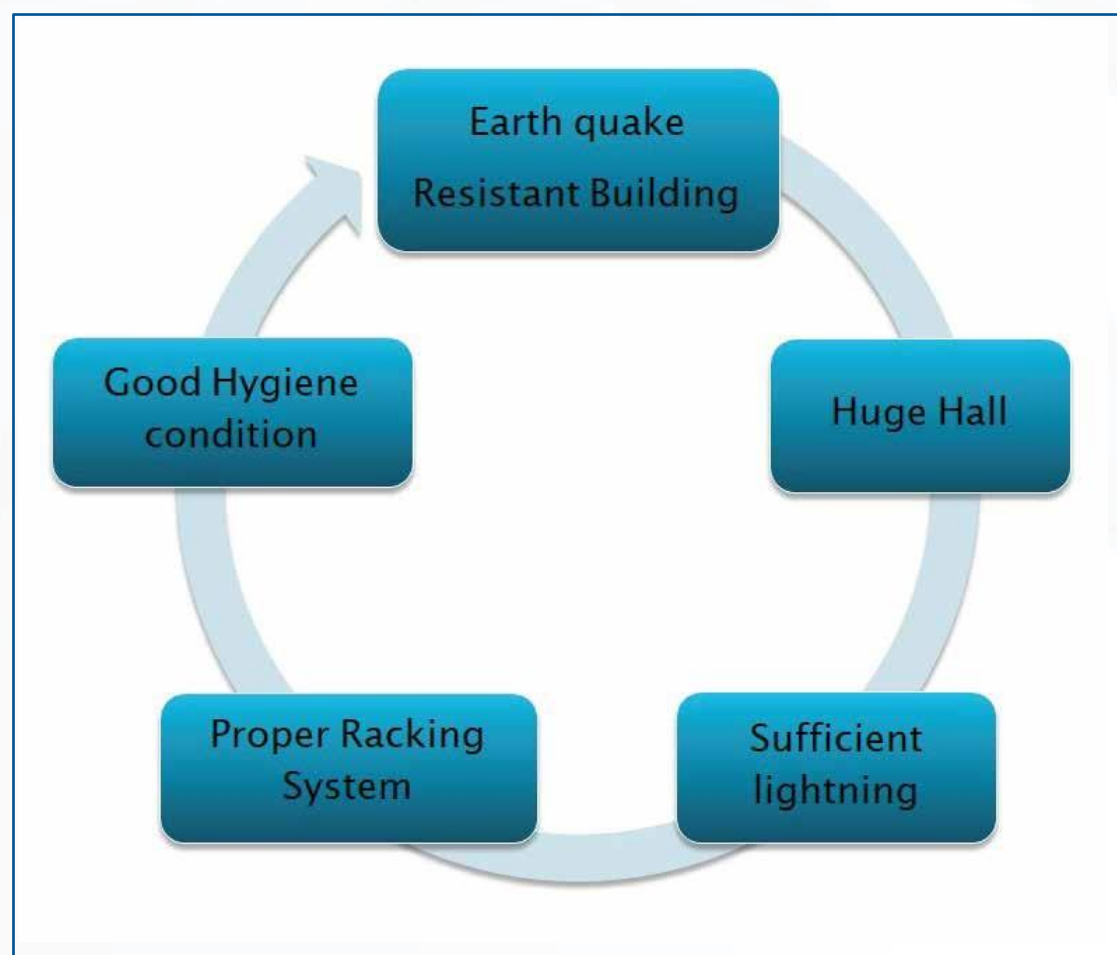 Earth quake
Resistant Building
Huge Hall
Sufficient
lightning
Proper Racking
System
Good Hygiene
condition